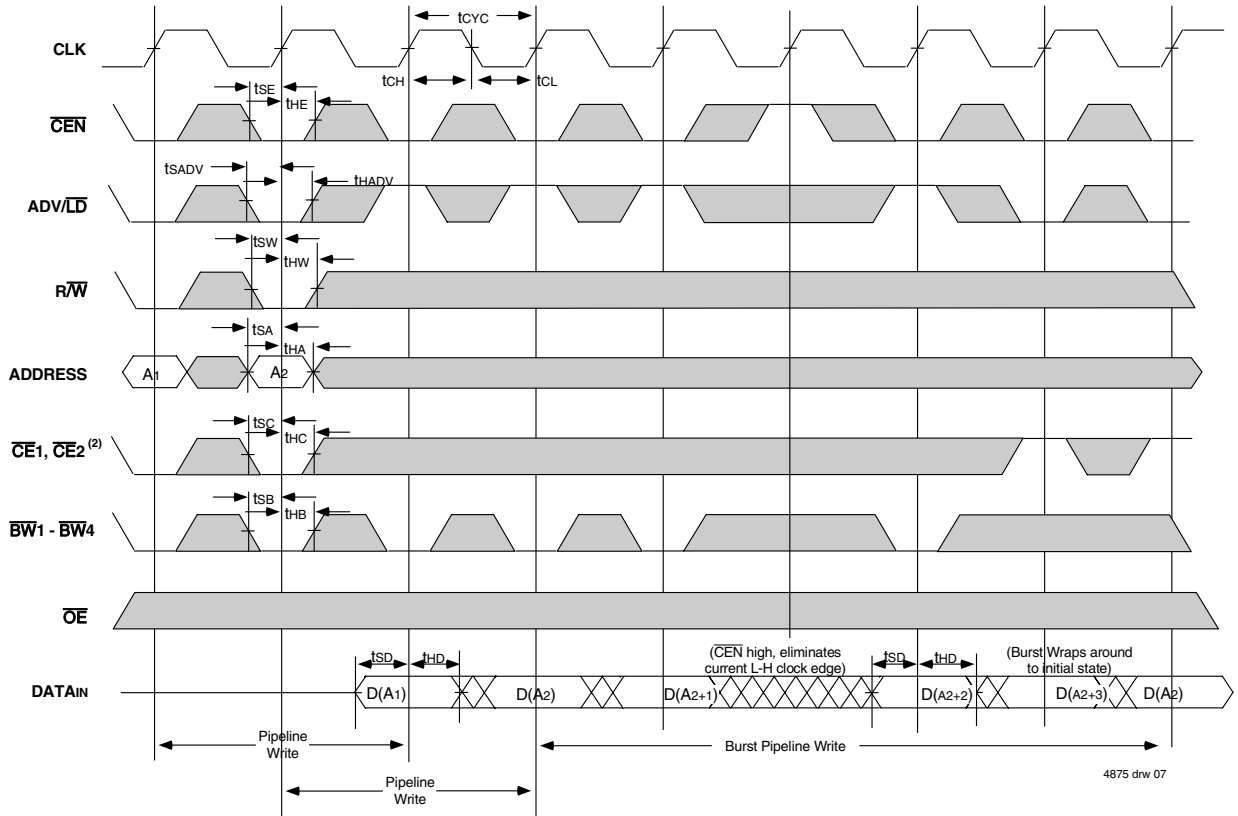 tCYC
CLK
tCH
tCL
tSE
tHE
CEN
tSADV
tHADV
ADV/LD
tSW
tHW
R/W
tSA
tHA
ADDRESS
A1
A2
tSC
tHC
CE1, CE2 (2)
tSB
tHB
BW1 - BW4
OE
(CEN high, eliminates
current L-H clock edge)
(Burst Wraps around
to initial state)
tSD
tHD
tSD
tHD
DATAIN
D(A1)
D(A2)
D(A2+1)
D(A2+2)
D(A2+3)
D(A2)
Pipeline
Write
Burst Pipeline Write
Pipeline
Write
4875 drw 07